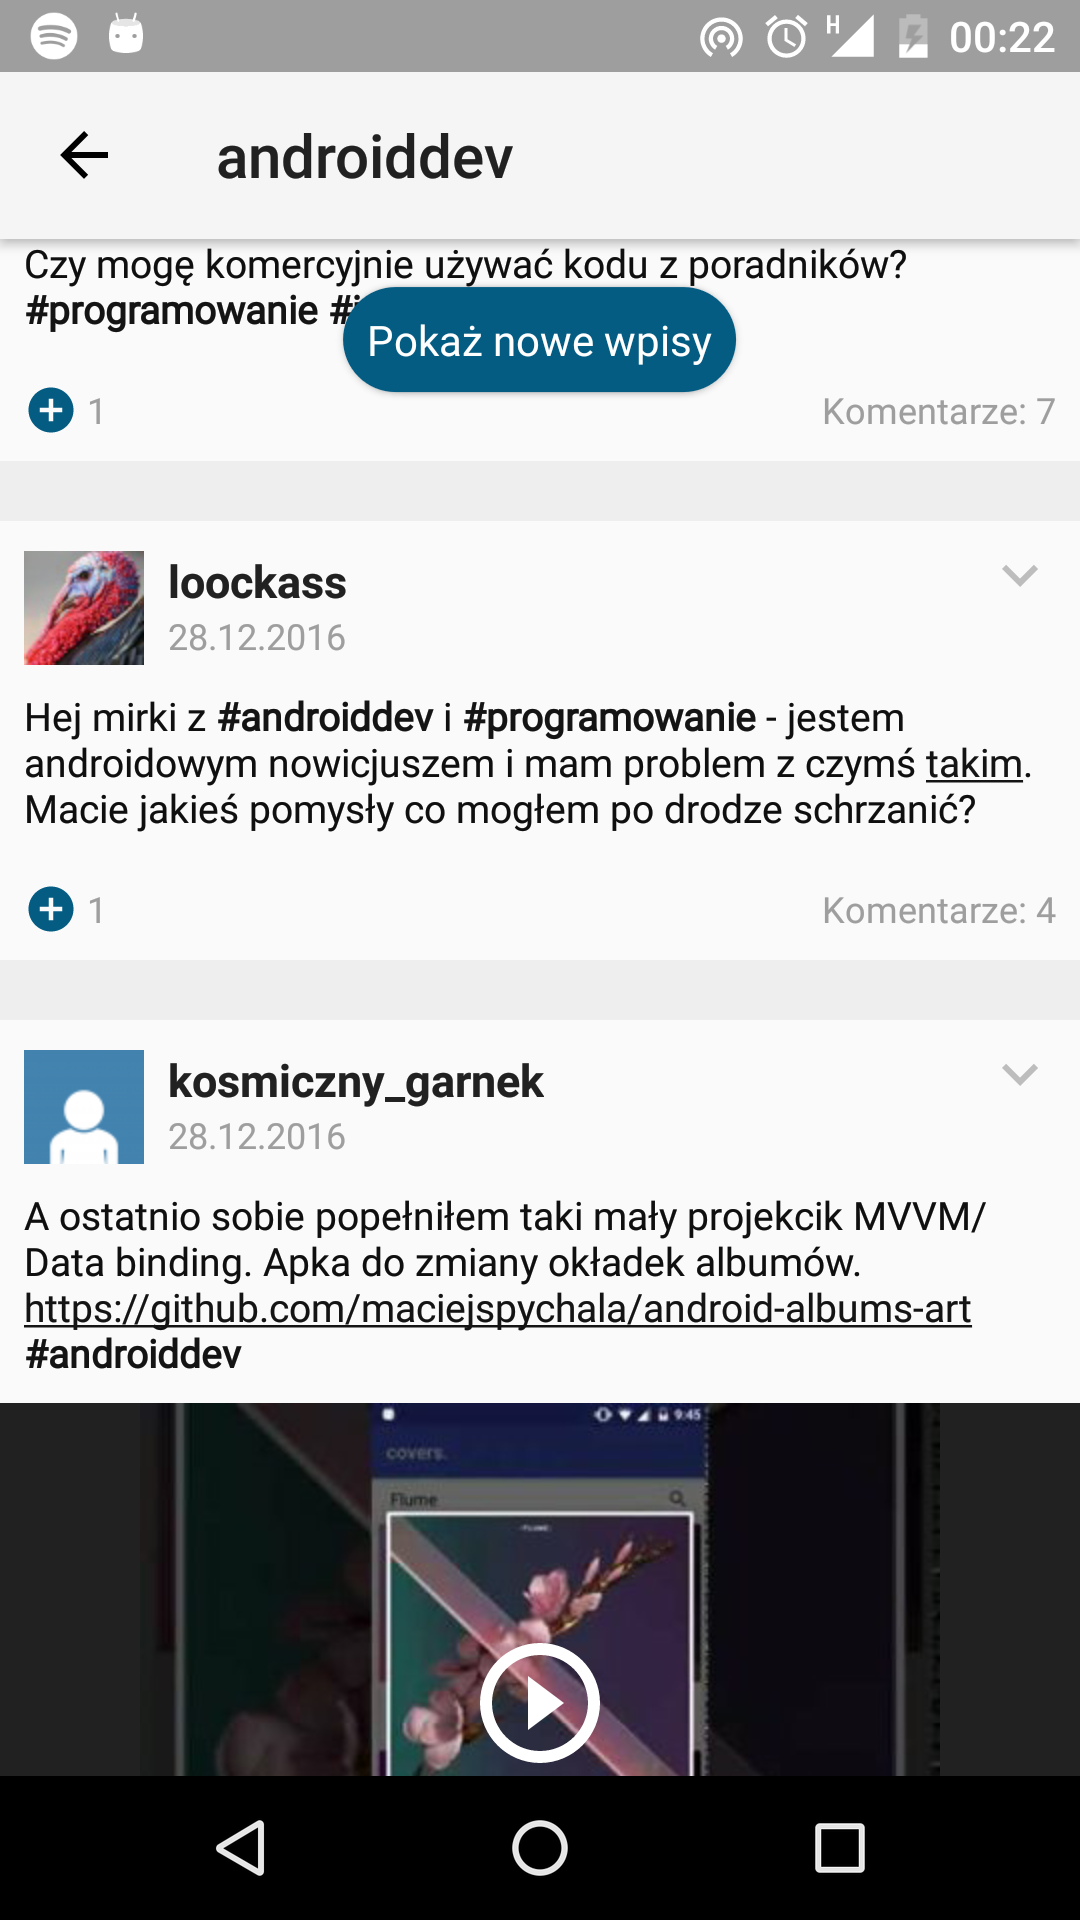 H 00:22
androiddev
Czy mogę komercyjnie używać kodu z poradników?
#programowanie
Pokaż nowe wpisy
1 Komentarze: 7
loockass
28.12.2016
Hej mirki z #androiddev i #programowanie - jestem
androidowym nowicjuszem i mam problem z czymś takim.
Macie jakieś pomysły co mogłem po drodze schrzanić?
1 Komentarze: 4
kosmiczny_garnek
28.12.2016
A ostatnio sobie popełniłem taki mały projekcik MVVM/
Data binding. Apka do zmiany okładek albumów.
https://github.com/maciejspychala/android-albums-art
#androiddev
9:45
covers.
Flume